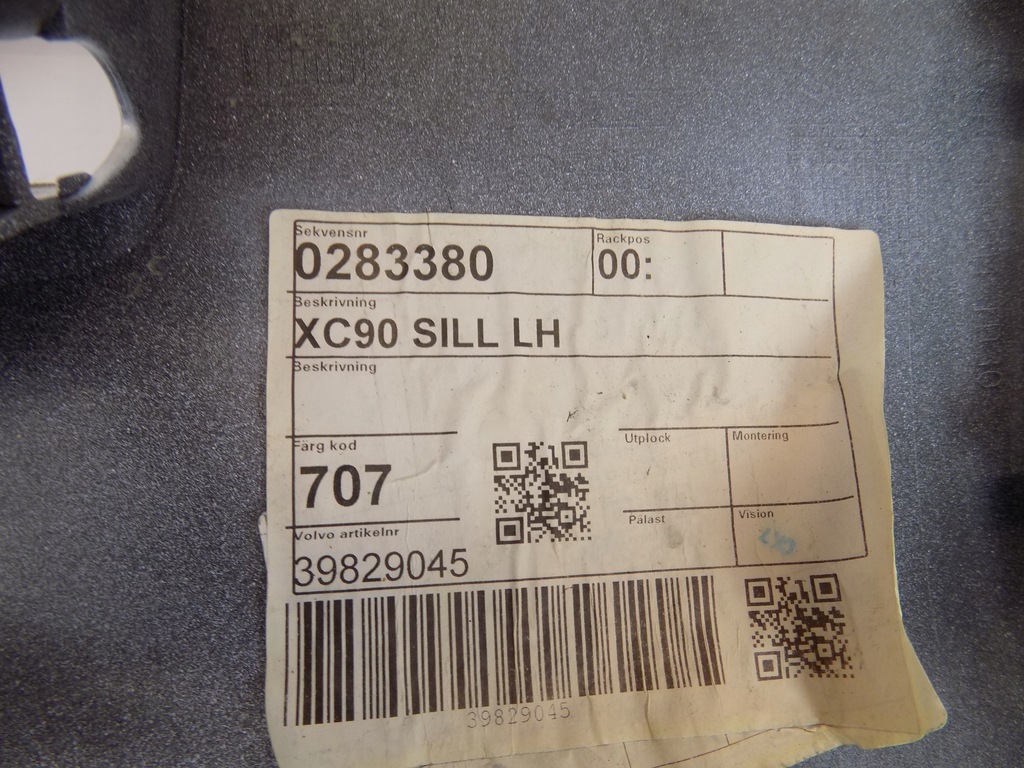 Sekvensnr
0283380
Rackpos
00:
Beskrivning
XC90 SILL LH
Beskrivning
Färg kod
707
Utplock
Montering
Volvo artikelnr
39829045
Pålast
Vision
39829045